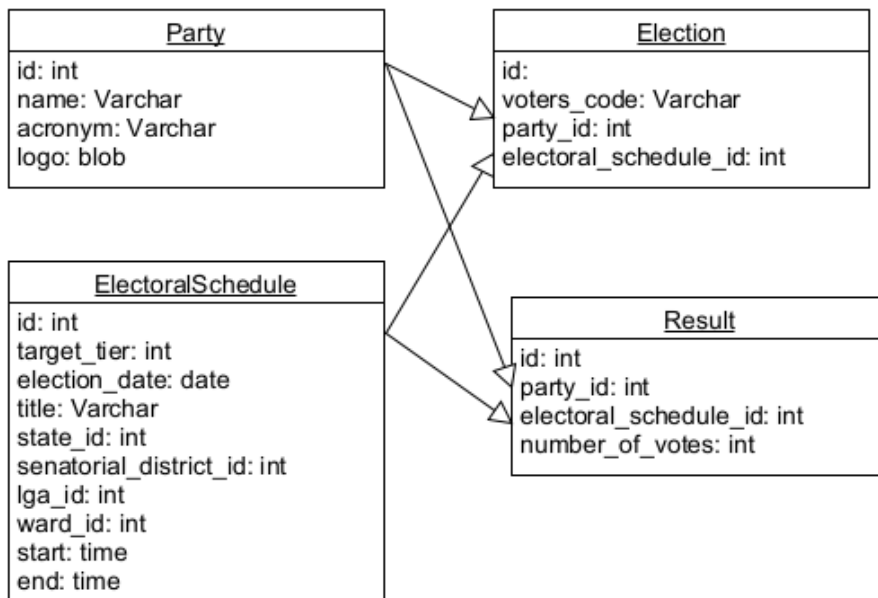 Party
id: int
name: Varchar
acronym: Varchar
logo: blob
Election
id:
voters_code: Varchar
party_id: int
electoral_schedule_id: int
ElectoralSchedule
id: int
target_tier: int
election_date: date
title: Varchar
state_id: int
senatorial_district_id: int
lga_id: int
ward_id: int
start: time
end: time
Result
id: int
party_id: int
electoral_schedule_id: int
number_of_votes: int